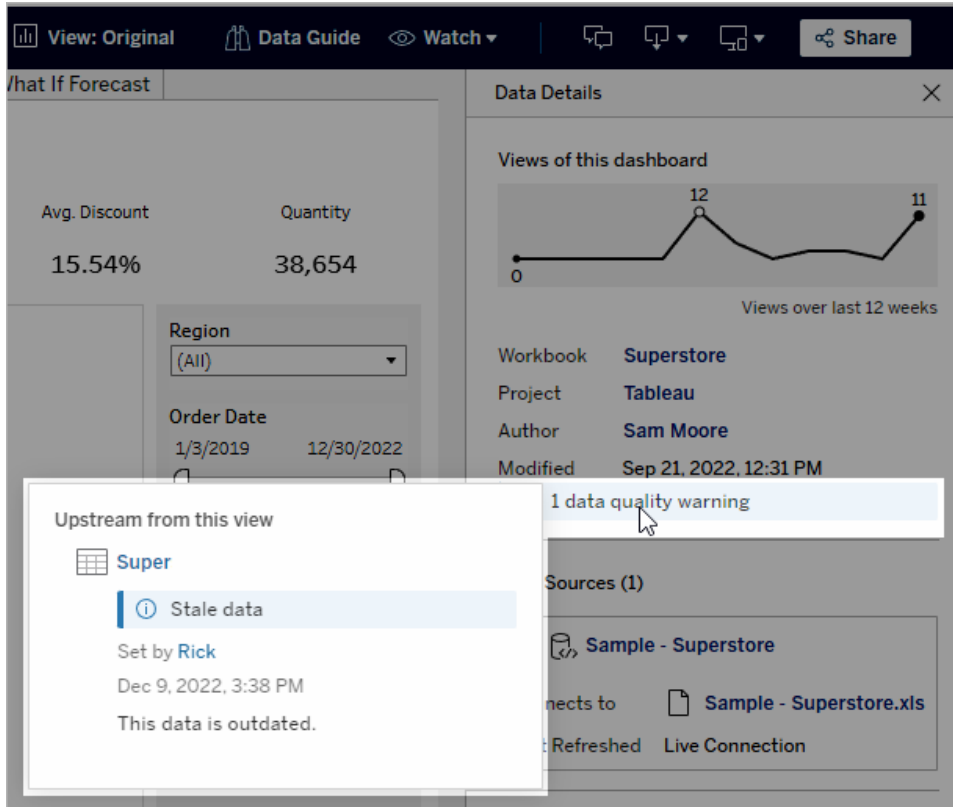 View: Original Data Guide Watch Share
What If Forecast
Avg. Discount Quantity
15.54% 38,654
Region
(All)
Order Date
1/3/2019 12/30/2022
Data Details
Views of this dashboard
12
11
0
Views over last 12 weeks
Workbook Superstore
Project Tableau
Author Sam Moore
Modified Sep 21, 2022, 12:31 PM
1 data quality warning
Upstream from this view
Super
Stale data
Set by Rick
Dec 9, 2022, 3:38 PM
This data is outdated.
Sources (1)
Sample - Superstore
nects to Sample - Superstore.xls
t Refreshed Live Connection